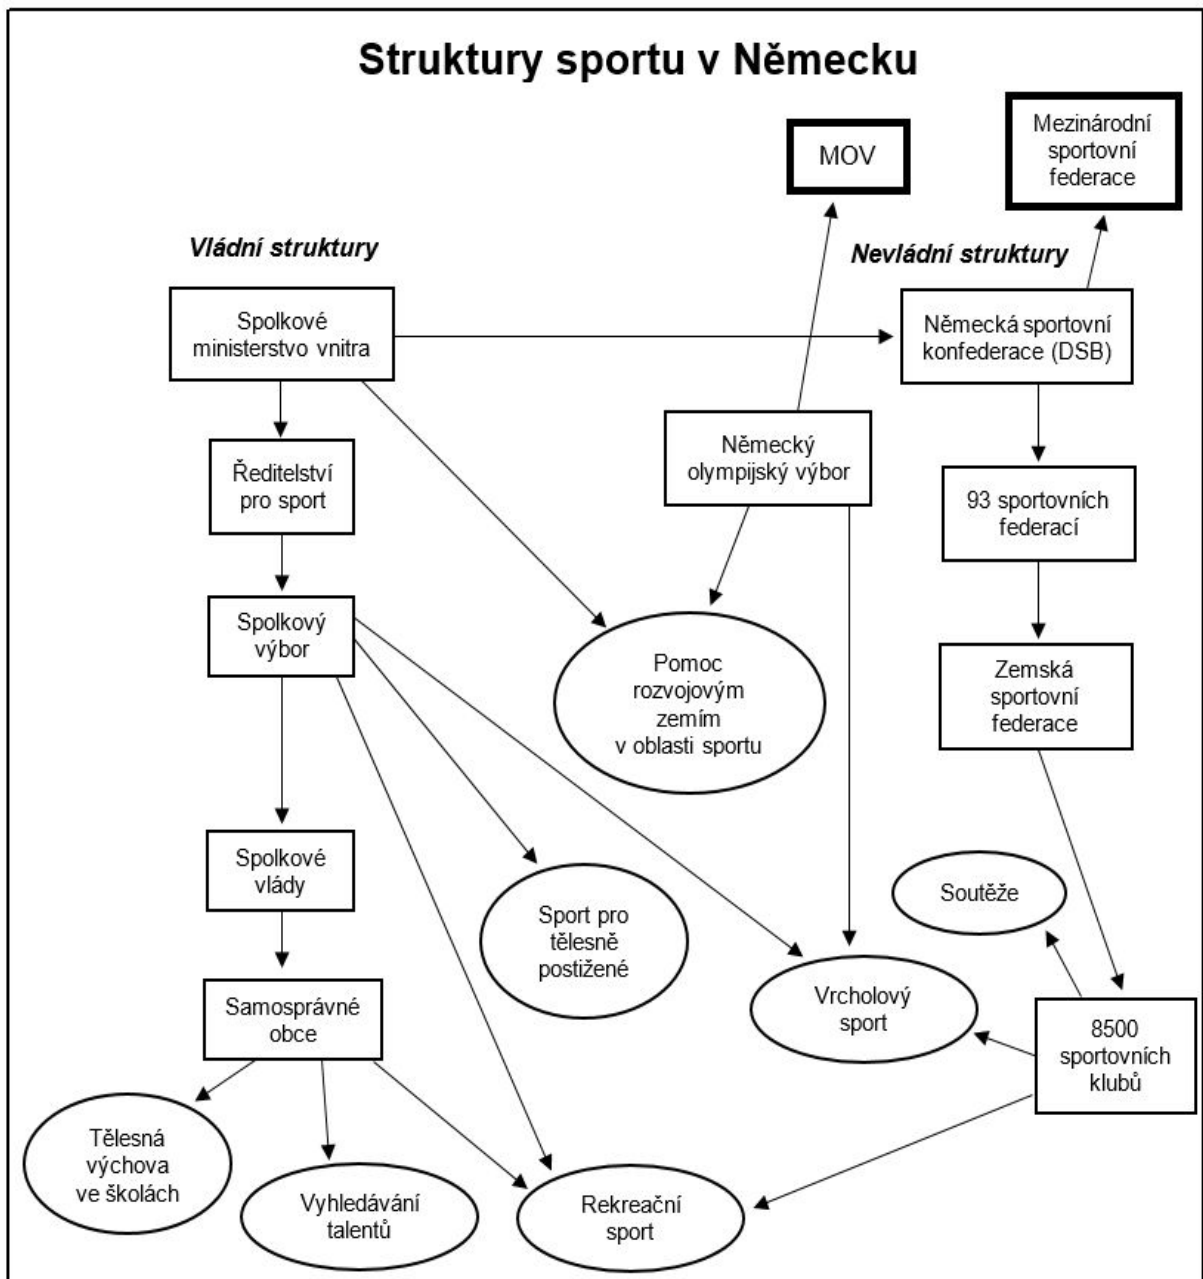 Struktury sportu v Německu
MOV
Mezinárodní
sportovní
federace
Vládní struktury
Nevládní struktury
Spolkové
ministerstvo vnitra
Německá sportovní
konfederace (DSB)
Německý
olympijský výbor
Ředitelství
pro sport
93 sportovních
federací
Spolkový
výbor
Pomoc
rozvojovým
zemím
v oblasti sportu
Zemská
sportovní
federace
Spolkové
vlády
Soutěže
Sport pro
tělesně
postižené
Samosprávné
obce
Vrcholový
sport
8500
sportovních
klubů
Tělesná
výchova
ve školách
Vyhledávání
talentů
Rekreační
sport